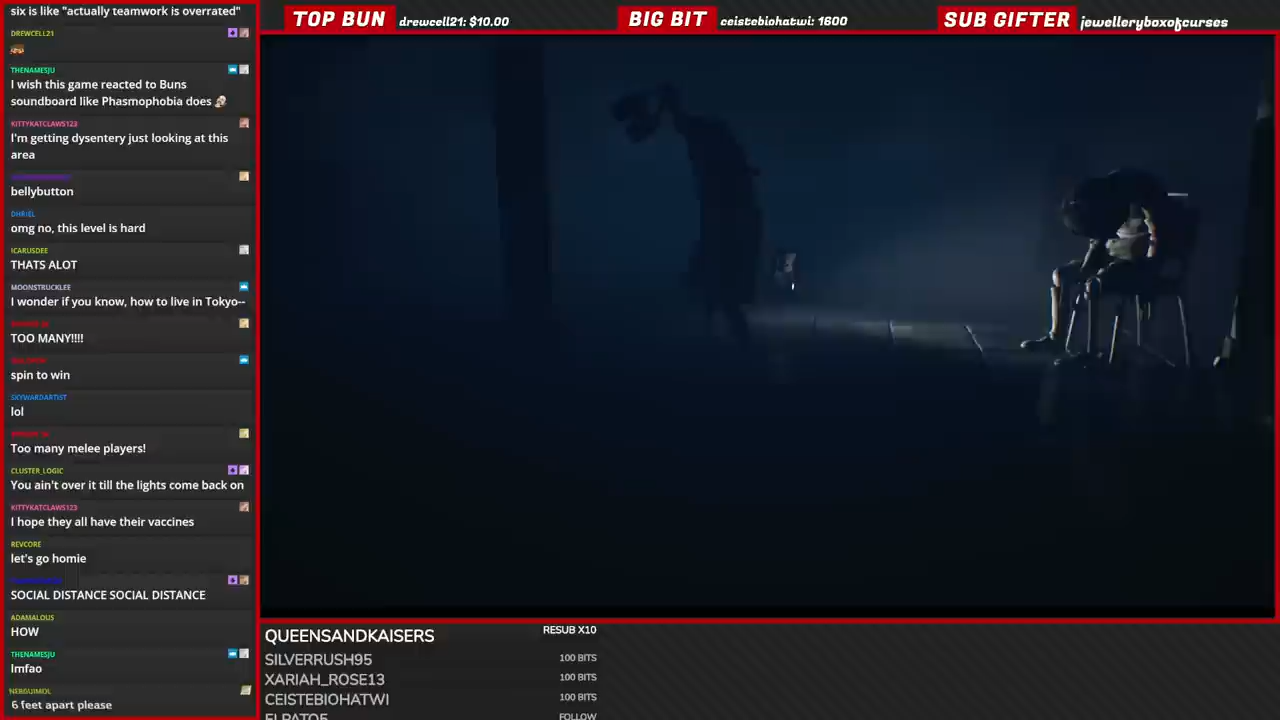 TOP BUN drewcell21: $10.00 BIG BIT ceistebiohatwi: 1600 SUB GIFTER jewelleryboxofcurses
six is like "actually teamwork is overrated"
DREWCELL21
THENAMESJU
I wish this game reacted to Buns
soundboard like Phasmophobia does
KITTYKATCLAWS123
I'm getting dysentery just looking at this
area
bellybutton
DHRIEL
omg no, this level is hard
ICARUSDEE
THATS ALOT
MOONSTRUCKLEE
I wonder if you know, how to live in Tokyo--
TOO MANY!!!!
spin to win
SKYWARDARTIST
lol
Too many melee players!
CLUSTER_LOGIC
You ain't over it till the lights come back on
KITTYKATCLAWS123
I hope they all have their vaccines
REVCORE
let's go homie
SOCIAL DISTANCE SOCIAL DISTANCE
ADAMALOUS
HOW
THENAMESJU
lmfao
NERGUIMOL
6 feet apart please
QUEENSANDKAISERS RESUB X10
SILVERRUSH95 100 BITS
XARIAH_ROSE13 100 BITS
CEISTEBIOHATWI 100 BITS
FOLLOW